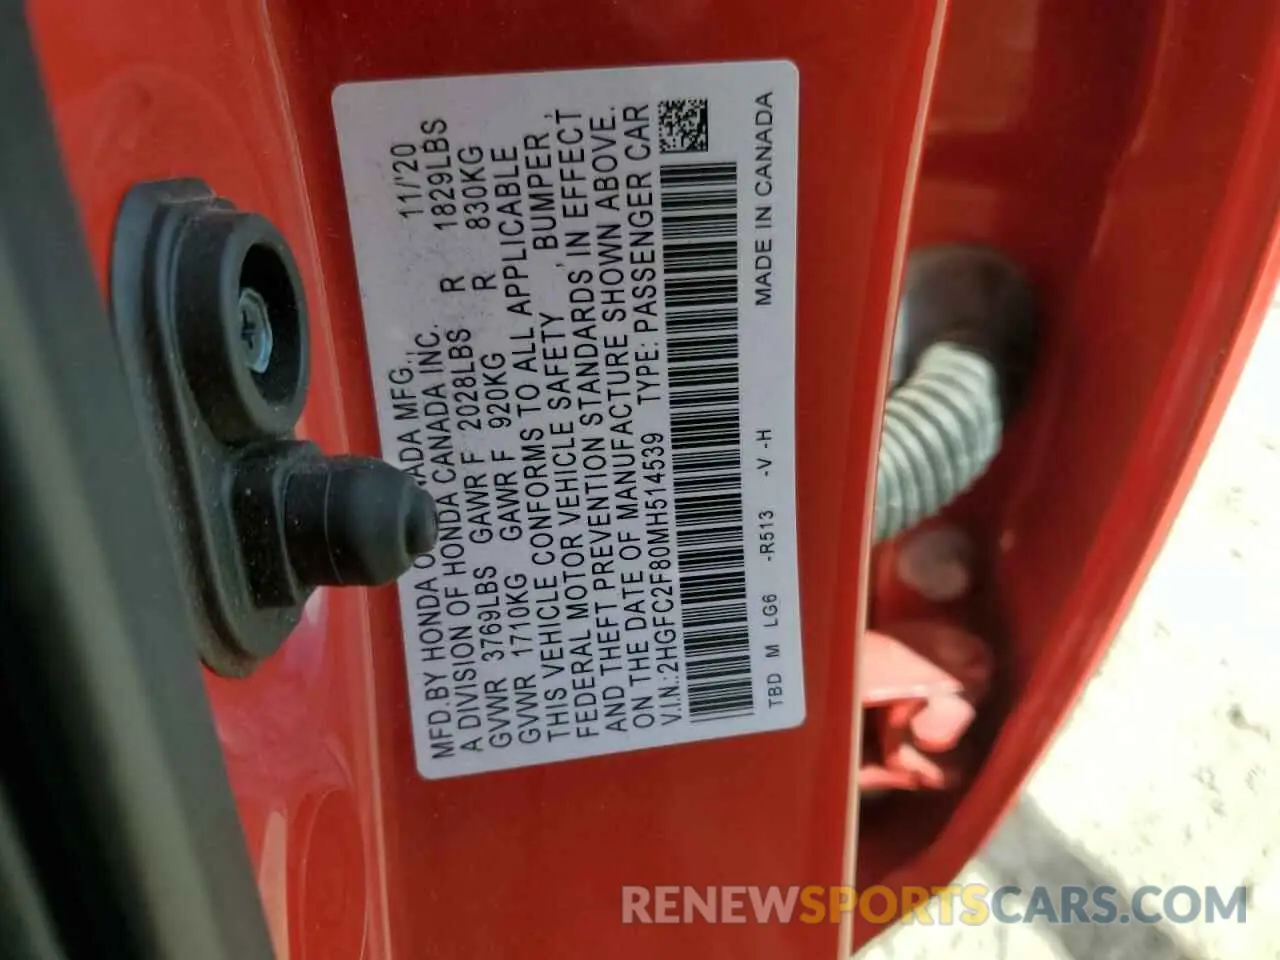 MFD.BY HONDA O ADA MFG., 11/'20
A DIVISION OF HONDA CANADA INC.
GVWR 3769LBS GAWR F 2028LBS R 1829LBS
GVWR 1710KG GAWR F 920KG R 830KG
THIS VEHICLE CONFORMS TO ALL APPLICABLE
FEDERAL MOTOR VEHICLE SAFETY , BUMPER ,
AND THEFT PREVENTION STANDARDS IN EFFECT
ON THE DATE OF MANUFACTURE SHOWN ABOVE.
V.I.N.:2HGFC2F80MH514539 TYPE: PASSENGER CAR
TBD M LG6 -R513 -V -H MADE IN CANADA
RENEWSPORTSCARS.COM